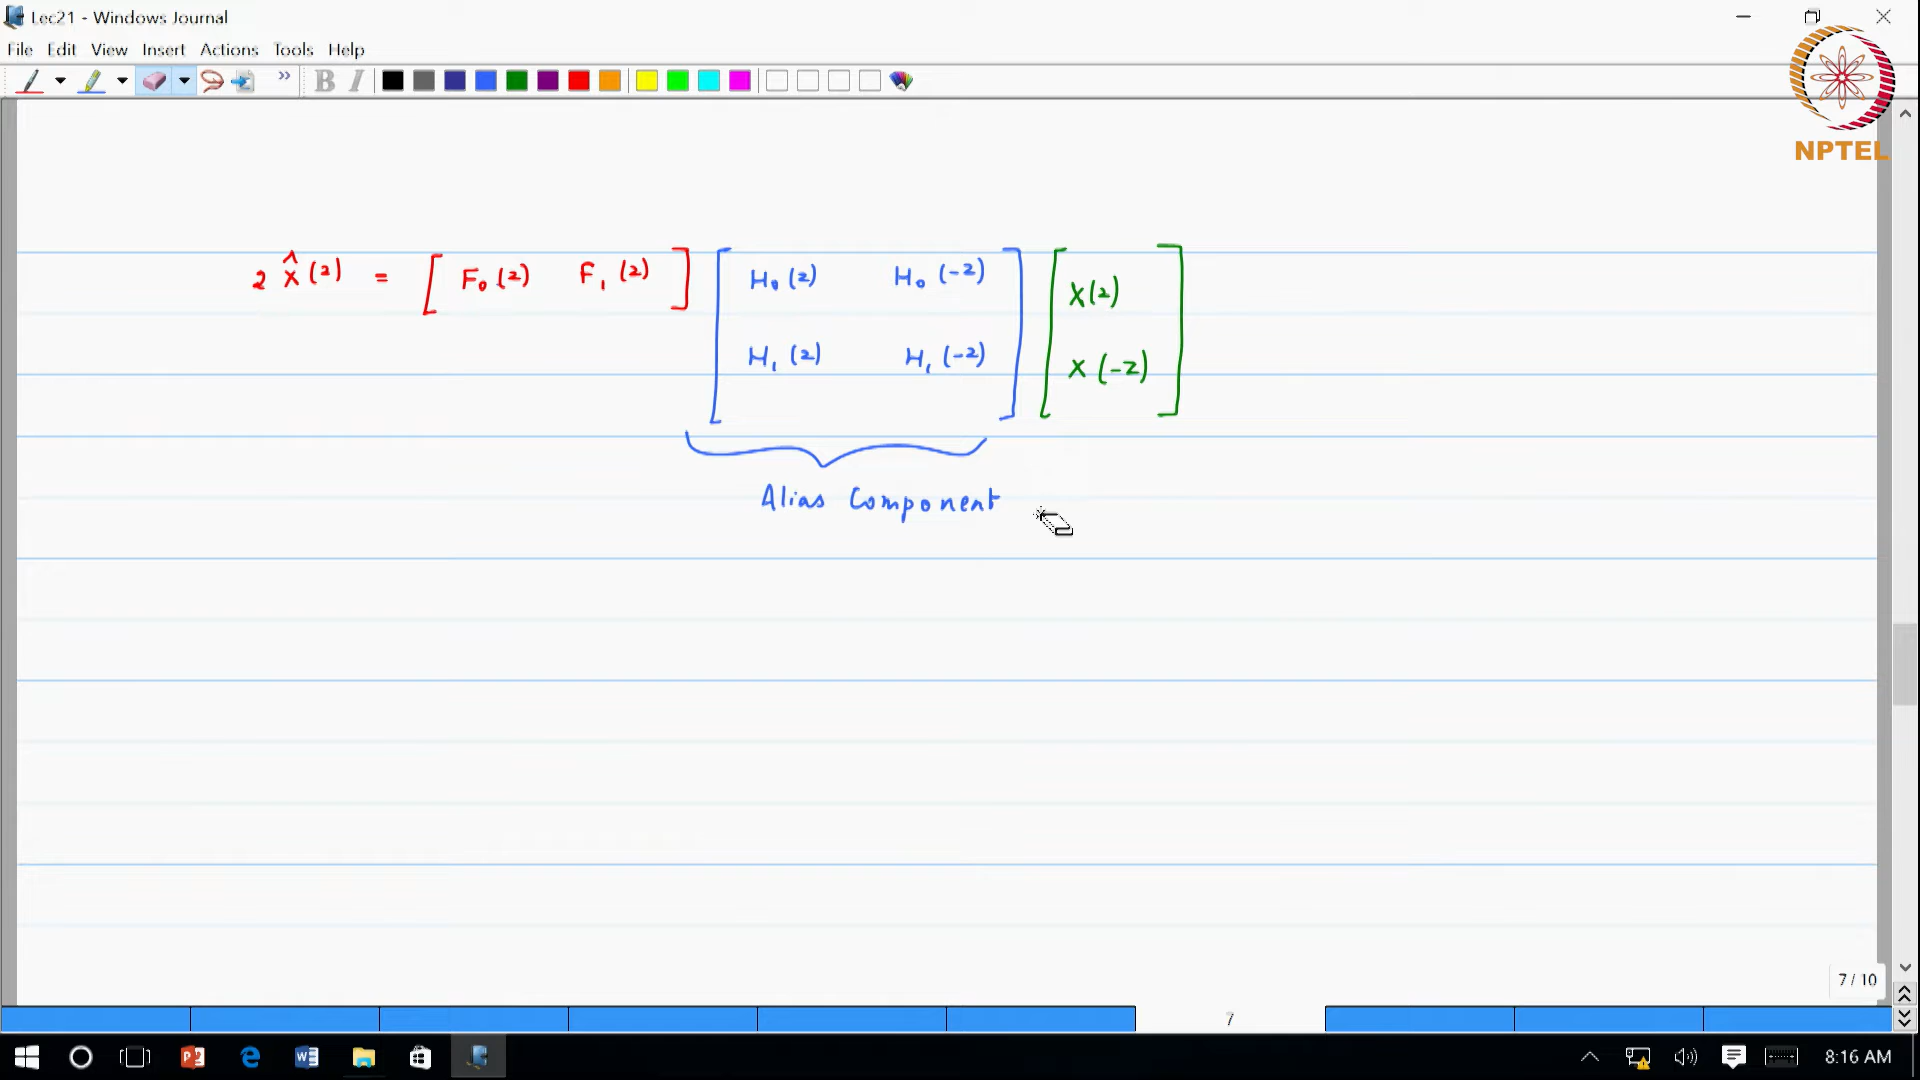 Lec21 - Windows Journal
File Edit View Insert Actions Tools Help
B I
NPTEL
2 X̂(z) = [ F₀(z) F₁(z) ] [ H₀(z) H₀(-z) ] [ X(z) ]
[ H₁(z) H₁(-z) ] [ X(-z) ]
Alias Component
7 / 10
7
8:16 AM